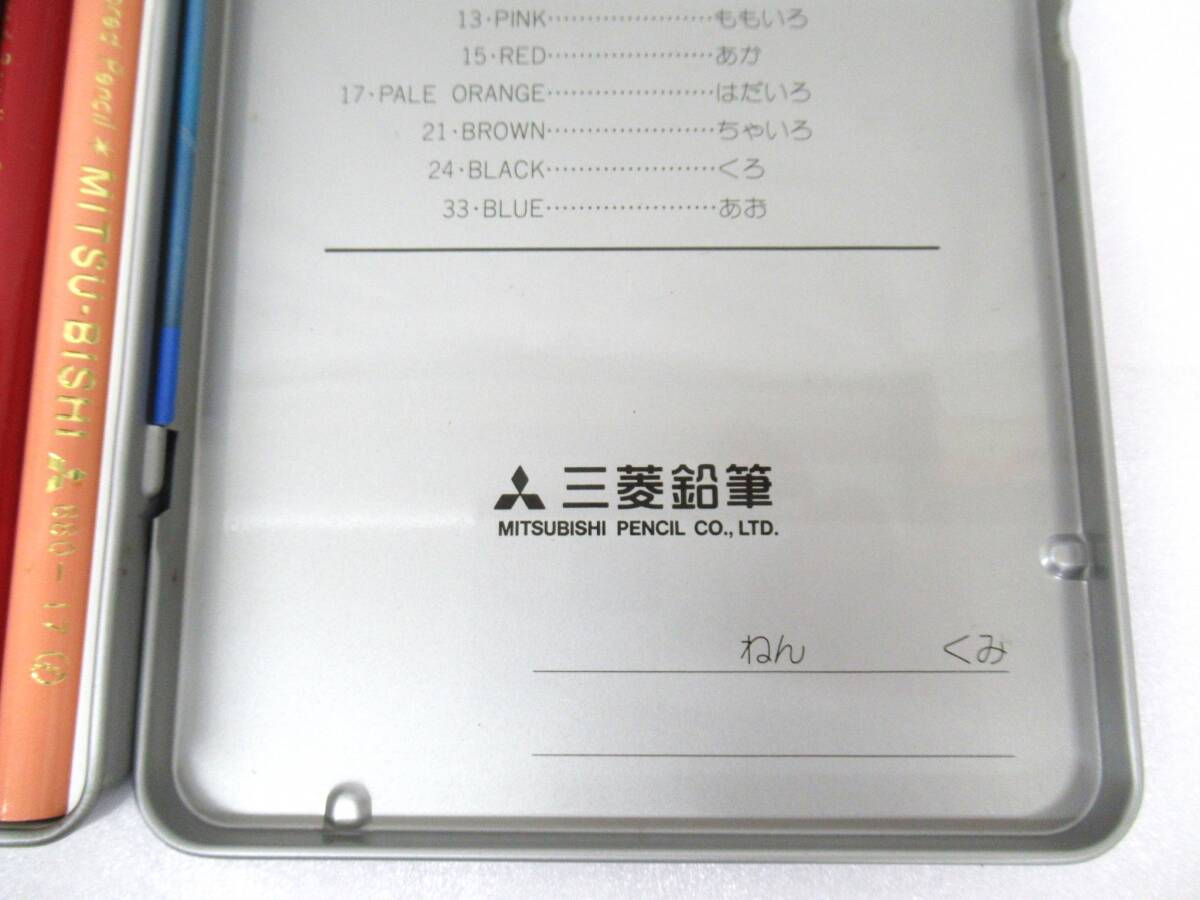 ored Pencil ★ MITSU·BISHI 880-17
13·PINK····················ももいろ
15·RED····················あか
17·PALE ORANGE····················はだいろ
21·BROWN····················ちゃいろ
24·BLACK····················くろ
33·BLUE····················あお
三菱鉛筆
MITSUBISHI PENCIL CO., LTD.
ねん くみ